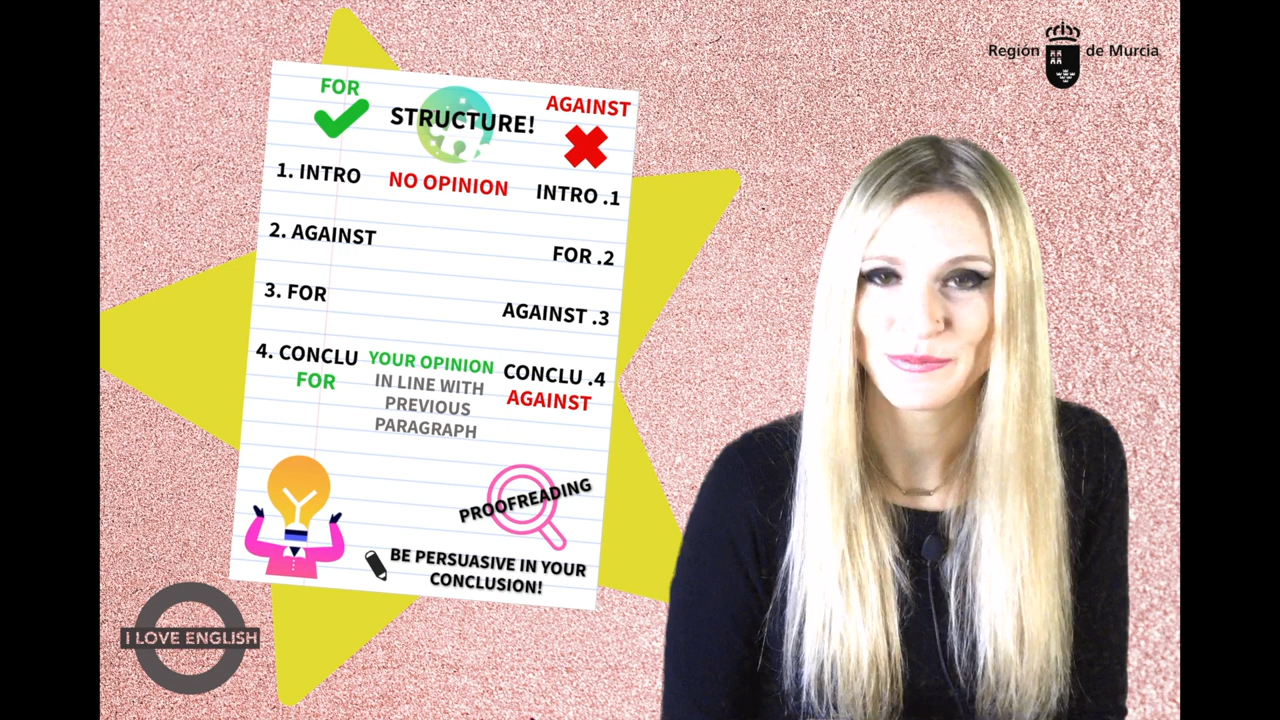 Región de Murcia
FOR
STRUCTURE!
AGAINST
1. INTRO
NO OPINION
INTRO .1
2. AGAINST
FOR .2
3. FOR
AGAINST .3
4. CONCLU
FOR
YOUR OPINION
IN LINE WITH
PREVIOUS
PARAGRAPH
CONCLU .4
AGAINST
PROOFREADING
BE PERSUASIVE IN YOUR
CONCLUSION!
I LOVE ENGLISH